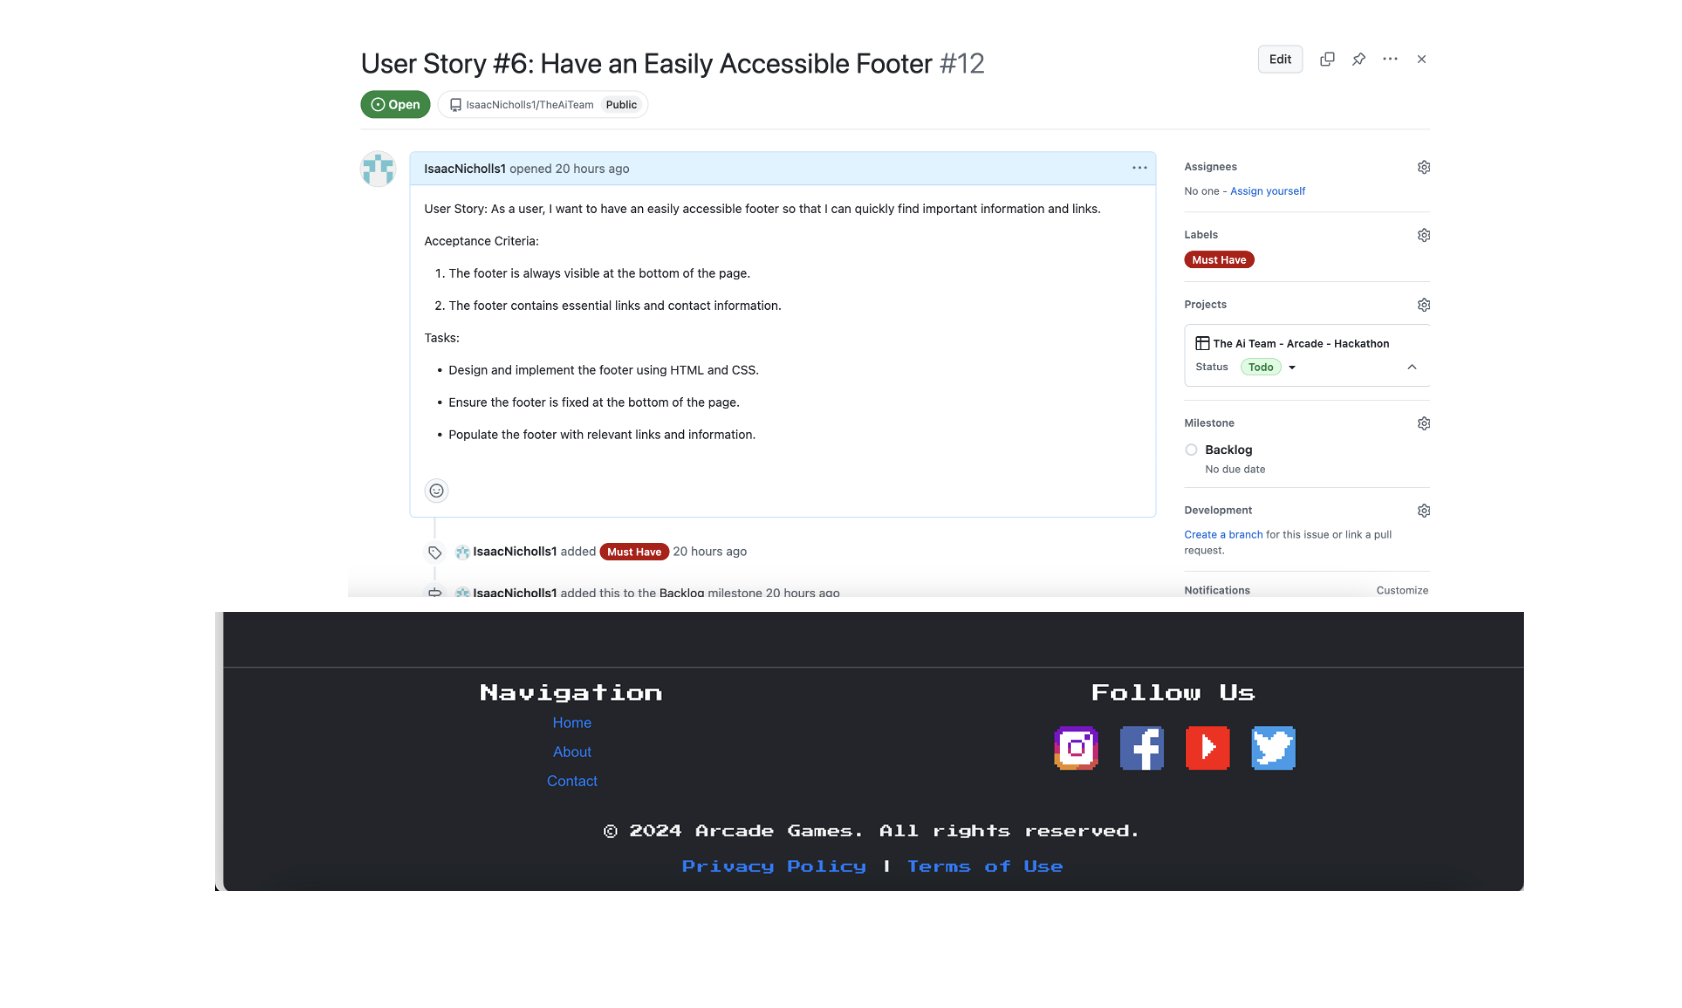 User Story #6: Have an Easily Accessible Footer #12
Edit
Open
IsaacNicholls1/TheAiTeam Public
IsaacNicholls1 opened 20 hours ago
User Story: As a user, I want to have an easily accessible footer so that I can quickly find important information and links.
Acceptance Criteria:
1. The footer is always visible at the bottom of the page.
2. The footer contains essential links and contact information.
Tasks:
• Design and implement the footer using HTML and CSS.
• Ensure the footer is fixed at the bottom of the page.
• Populate the footer with relevant links and information.
IsaacNicholls1 added Must Have 20 hours ago
IsaacNicholls1 added this to the Backlog milestone 20 hours ago
Assignees
No one - Assign yourself
Labels
Must Have
Projects
The Ai Team - Arcade - Hackathon
Status Todo
Milestone
Backlog
No due date
Development
Create a branch for this issue or link a pull
request.
Notifications Customize
Navigation
Home
About
Contact
Follow Us
© 2024 Arcade Games. All rights reserved.
Privacy Policy | Terms of Use